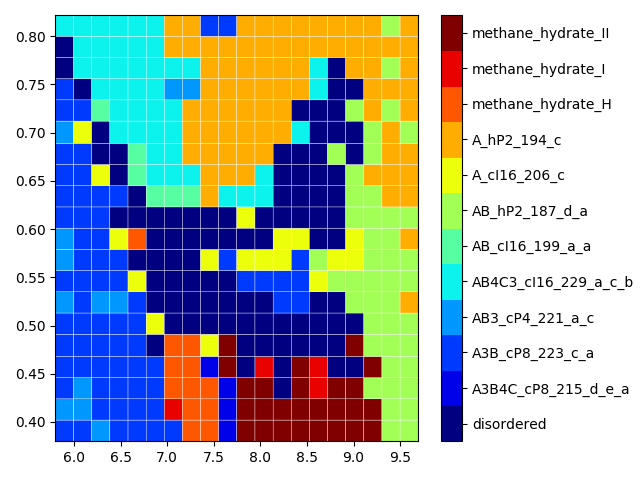 0.80
0.75
0.70
0.65
0.60
0.55
0.50
0.45
0.40
6.0 6.5 7.0 7.5 8.0 8.5 9.0 9.5
methane_hydrate_II
methane_hydrate_I
methane_hydrate_H
A_hP2_194_c
A_cI16_206_c
AB_hP2_187_d_a
AB_cI16_199_a_a
AB4C3_cI16_229_a_c_b
AB3_cP4_221_a_c
A3B_cP8_223_c_a
A3B4C_cP8_215_d_e_a
disordered